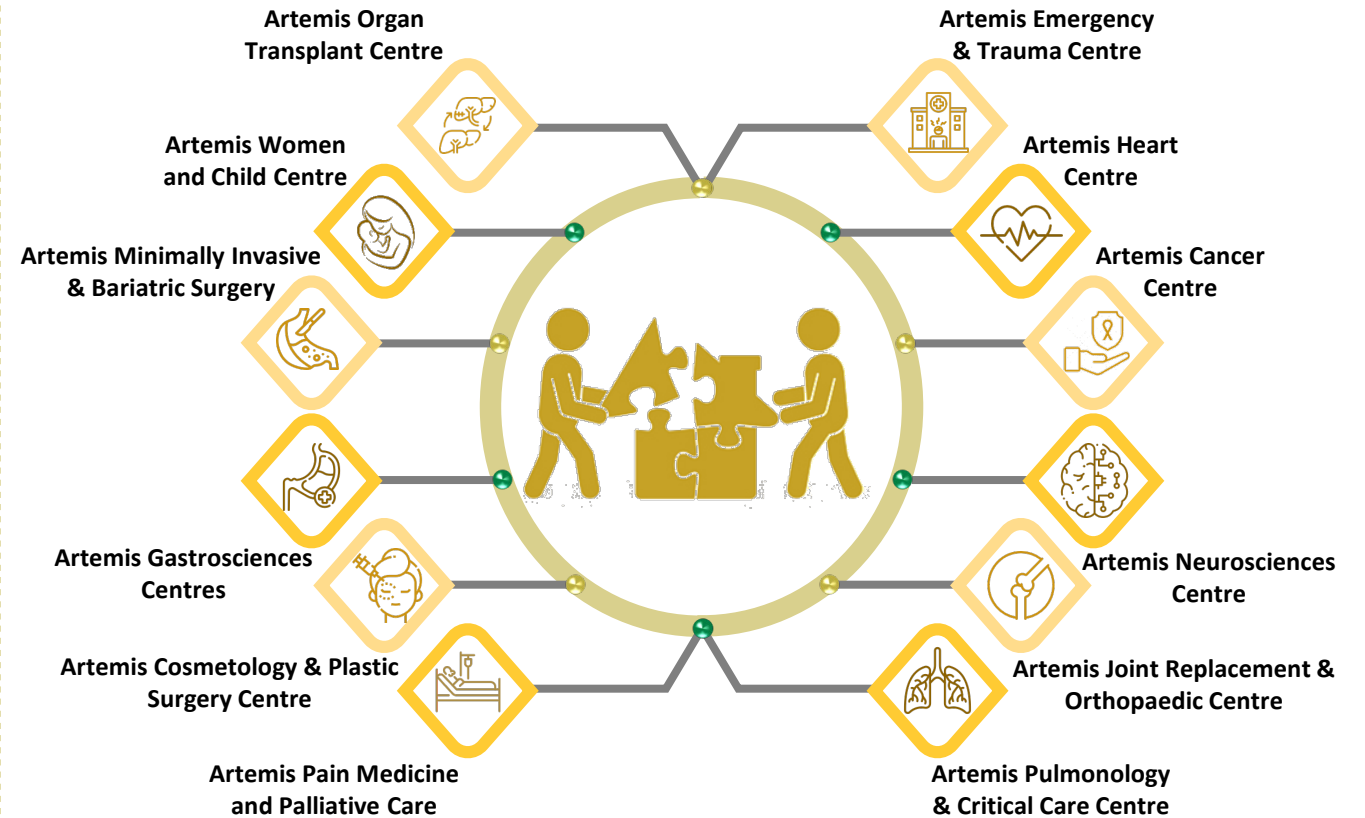 Artemis Organ
Transplant Centre
Artemis Emergency
& Trauma Centre
Artemis Women
and Child Centre
Artemis Heart
Centre
Artemis Minimally Invasive
& Bariatric Surgery
Artemis Cancer
Centre
Artemis Gastrosciences
Centres
Artemis Neurosciences
Centre
Artemis Cosmetology & Plastic
Surgery Centre
Artemis Joint Replacement &
Orthopaedic Centre
Artemis Pain Medicine
and Palliative Care
Artemis Pulmonology
& Critical Care Centre